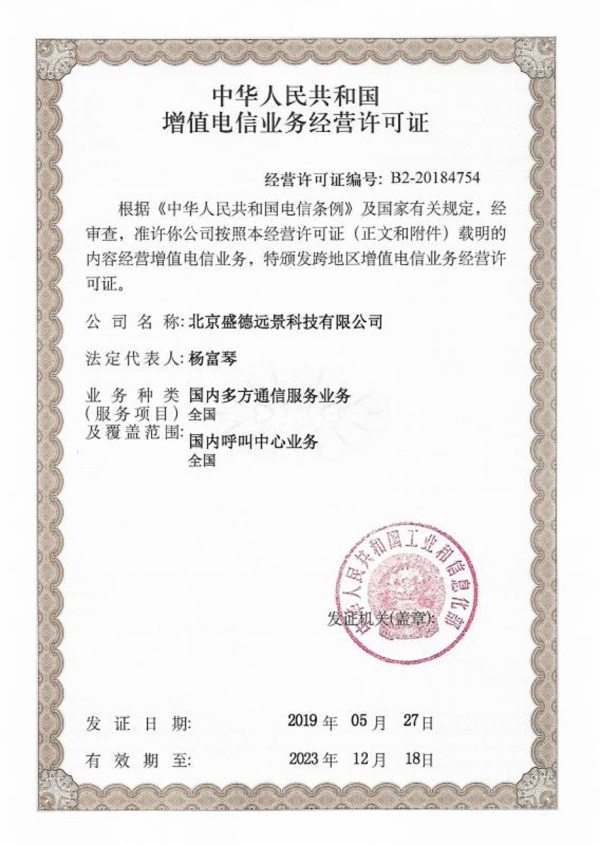 中华人民共和国
增值电信业务经营许可证
经营许可证编号: B2-20184754
根据《中华人民共和国电信条例》及国家有关规定，经
审查，准许你公司按照本经营许可证（正文和附件）载明的
内容经营增值电信业务，特颁发跨地区增值电信业务经营许
可证。
公司名称: 北京盛德远景科技有限公司
法定代表人: 杨富琴
业务种类 国内多方通信服务业务
(服务项目) 全国
及覆盖范围: 国内呼叫中心业务
全国
中华人民共和国工业和信息化部
发证机关(盖章):
发证日期: 2019 年 05 月 27 日
有效期至: 2023 年 12 月 18 日